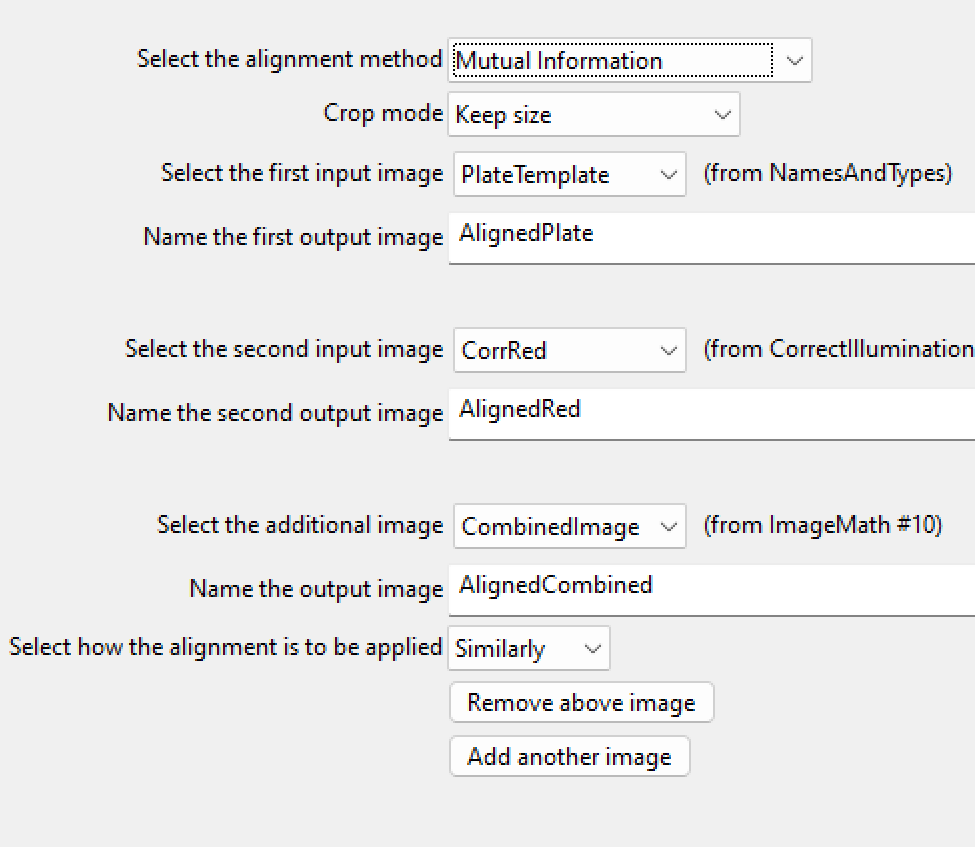 Select the alignment method Mutual Information
Crop mode Keep size
Select the first input image PlateTemplate (from NamesAndTypes)
Name the first output image AlignedPlate
Select the second input image CorrRed (from CorrectIllumination
Name the second output image AlignedRed
Select the additional image CombinedImage (from ImageMath #10)
Name the output image AlignedCombined
Select how the alignment is to be applied Similarly
Remove above image
Add another image